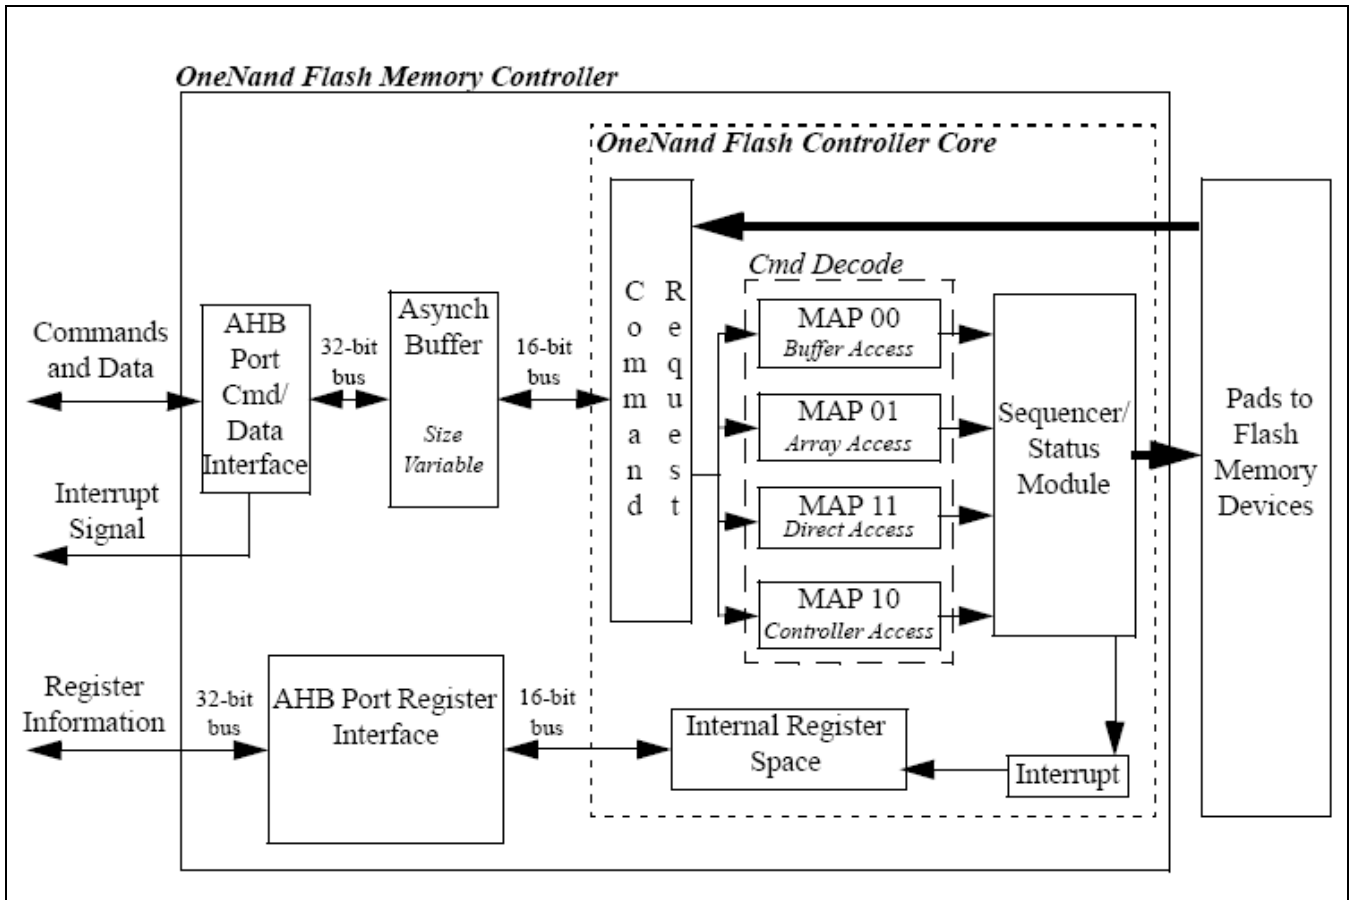 OneNand Flash Memory Controller
OneNand Flash Controller Core
Commands
and Data
AHB
Port
Cmd/
Data
Interface
32-bit
bus
Asynch
Buffer
Size
Variable
16-bit
bus
Command
Request
Cmd Decode
MAP 00
Buffer Access
MAP 01
Array Access
MAP 11
Direct Access
MAP 10
Controller Access
Sequencer/
Status
Module
Pads to
Flash
Memory
Devices
Interrupt
Signal
Register
Information
32-bit
bus
AHB Port Register
Interface
16-bit
bus
Internal Register
Space
Interrupt